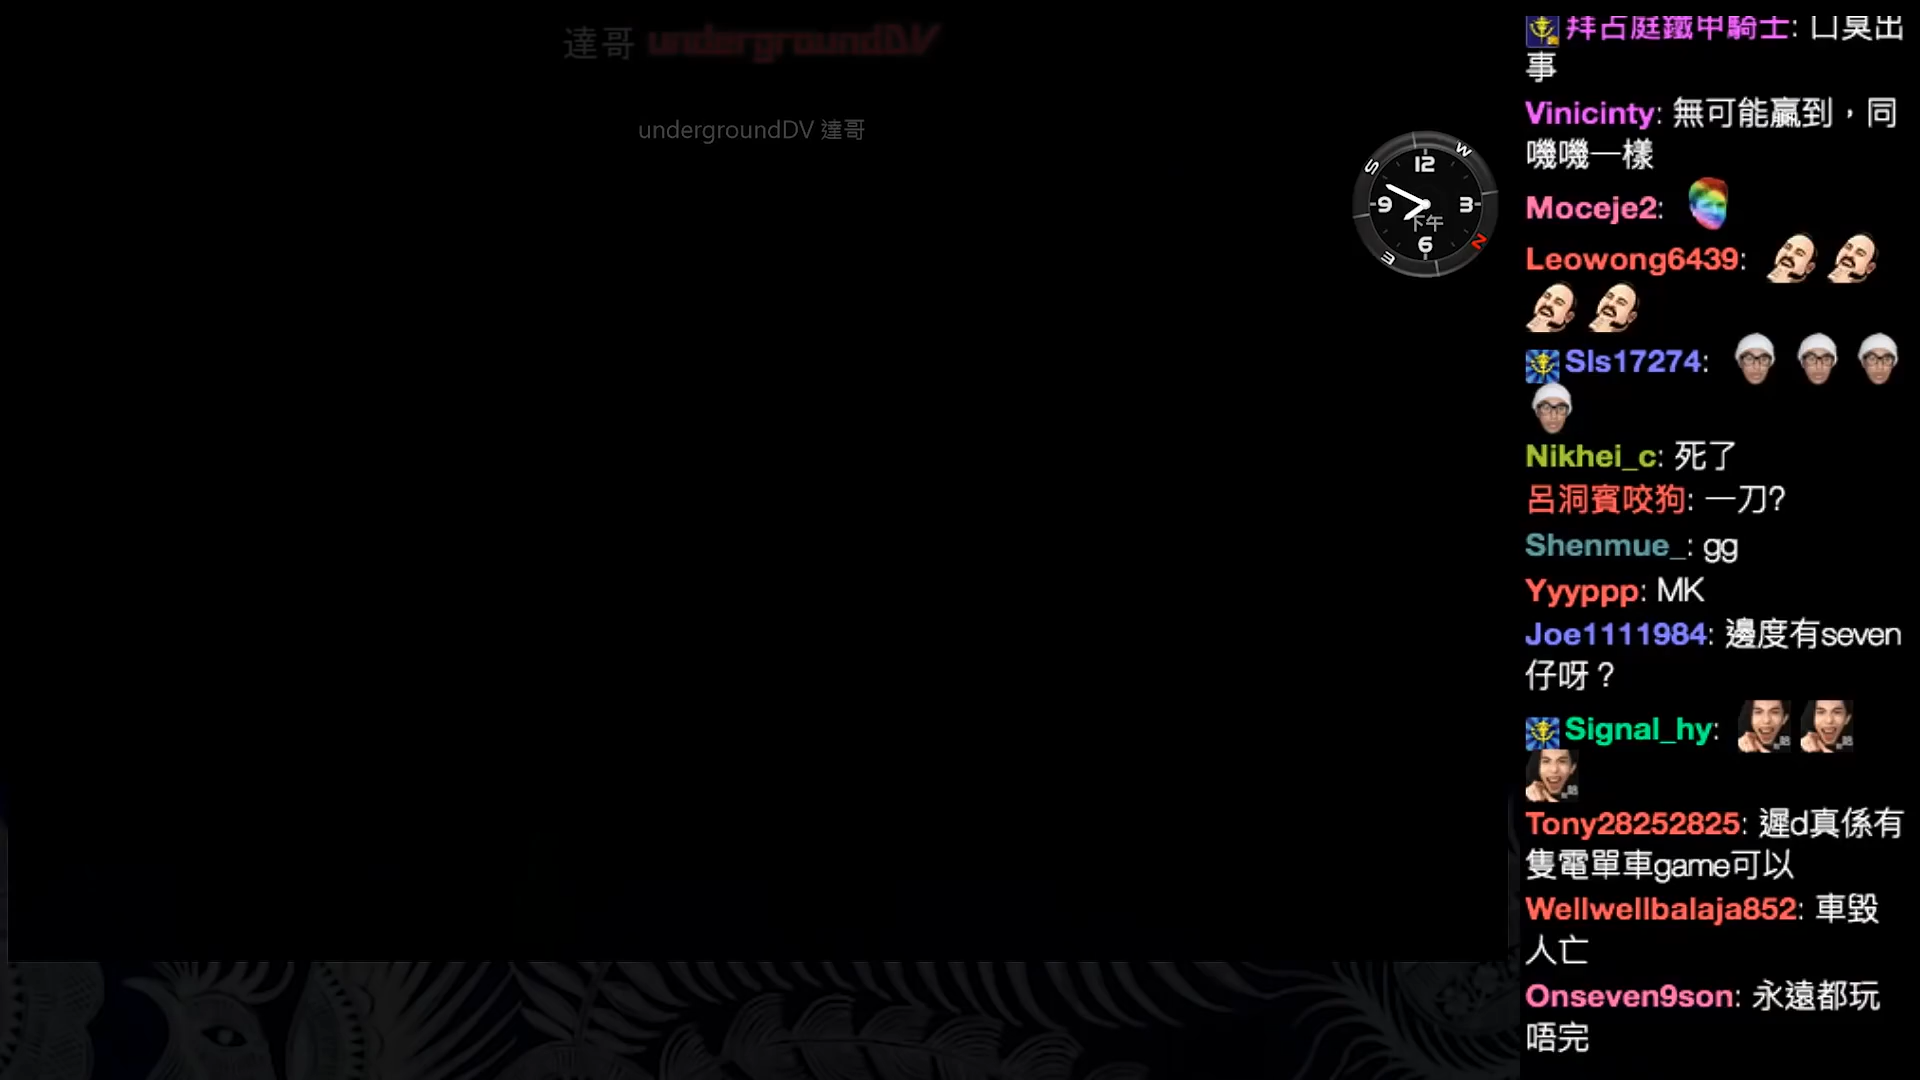 達哥 undergroundDV
undergroundDV 達哥
12
W
S
9
3
下午
N
6
E
拜占庭鐵甲騎士: 口臭出
事
Vinicinty: 無可能贏到，同
嘰嘰一樣
Moceje2:
Leowong6439:
Sls17274:
Nikhei_c: 死了
呂洞賓咬狗: 一刀?
Shenmue_: gg
Yyyppp: MK
Joe1111984: 邊度有seven
仔呀？
Signal_hy:
Tony28252825: 遲d真係有
隻電單車game可以
Wellwellbalaja852: 車毀
人亡
Onseven9son: 永遠都玩
唔完